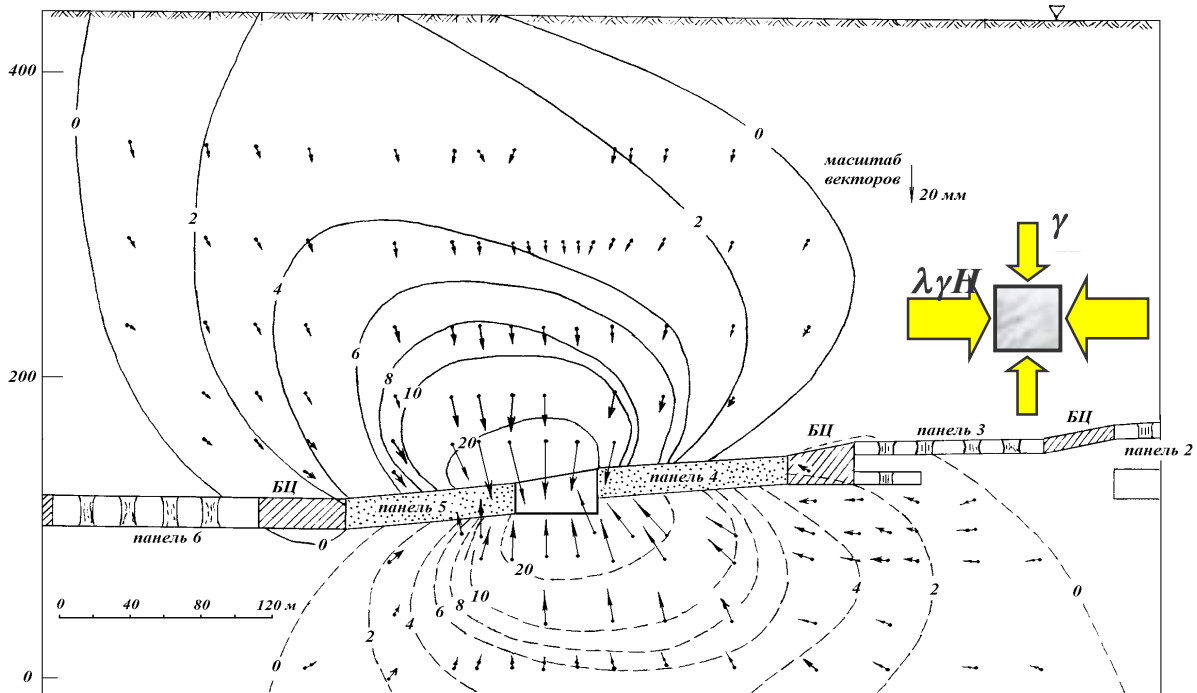 400
0
0
масштаб
векторов
20 мм
γ
2
2
λγH
4
6
200
8
10
БЦ
панель 3
20
БЦ
панель 2
БЦ
панель 4
панель 5
панель 6
0
20
0 40 80 120 м
10
8
6
4
2
4
2
0
0
0